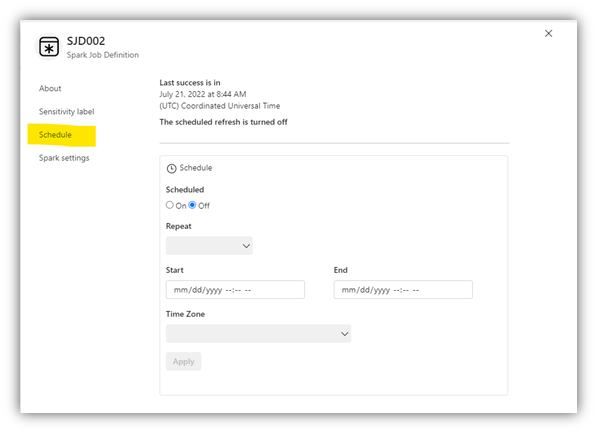 SJD002
Spark Job Definition
About
Sensitivity label
Schedule
Spark settings
Last success is in
July 21, 2022 at 8:44 AM
(UTC) Coordinated Universal Time
The scheduled refresh is turned off
Schedule
Scheduled
On Off
Repeat
Start End
mm/dd/yyyy --:-- -- mm/dd/yyyy --:-- --
Time Zone
Apply